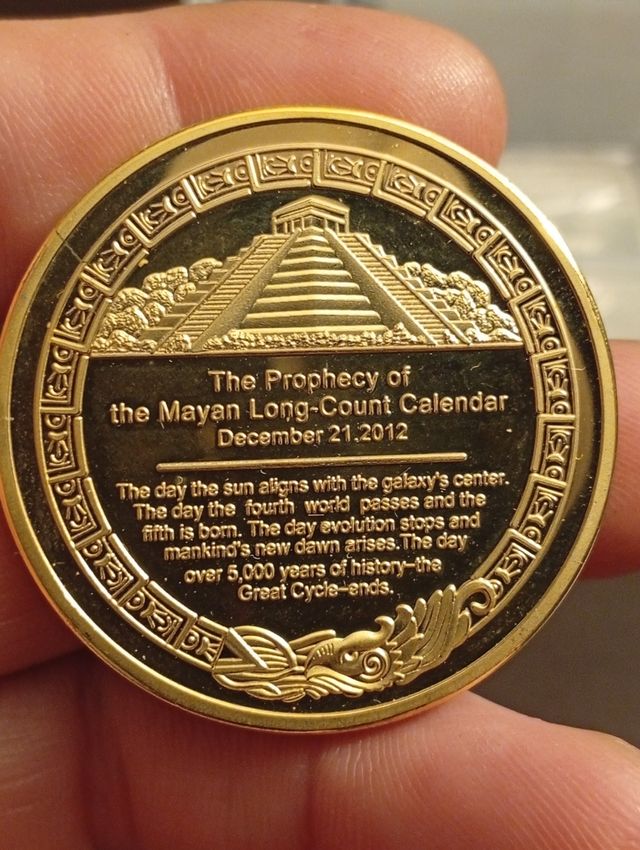 The Prophecy of
the Mayan Long-Count Calendar
December 21.2012
The day the sun aligns with the galaxy's center.
The day the fourth world passes and the
fifth is born. The day evolution stops and
mankind's new dawn arises.The day
over 5,000 years of history–the
Great Cycle–ends.